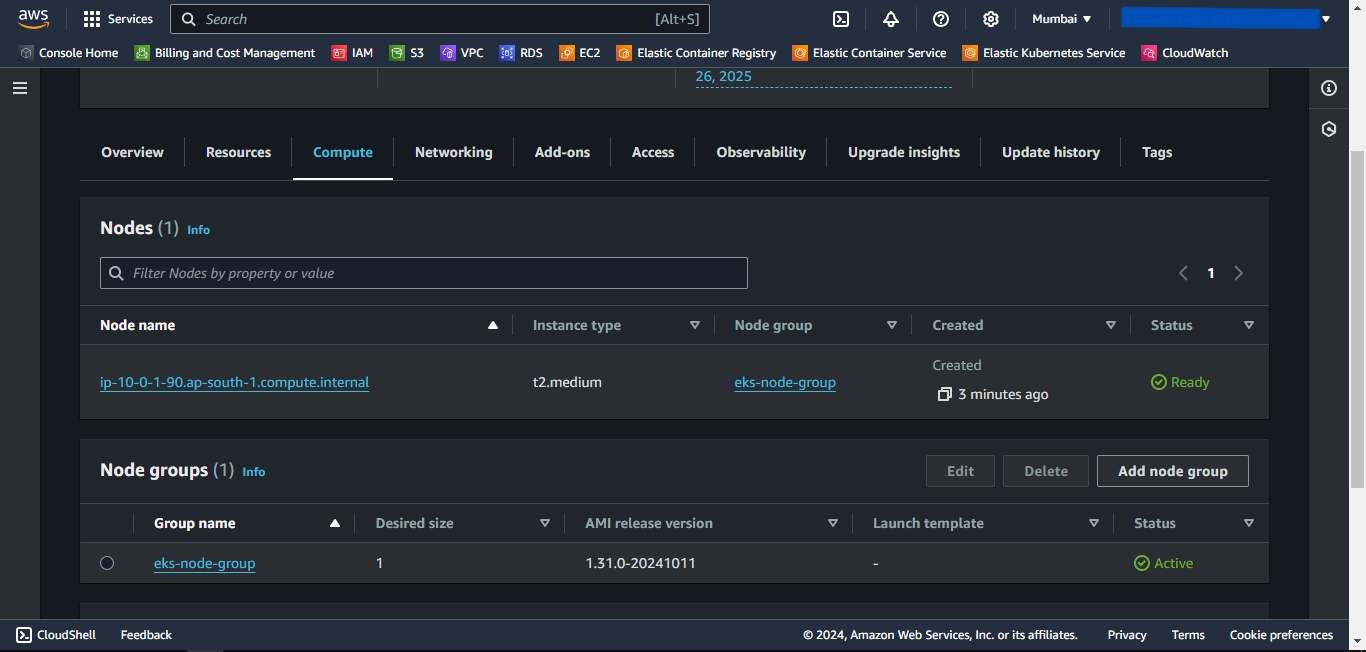 aws
Services
Search
[Alt+S]
Mumbai
Console Home
Billing and Cost Management
IAM
S3
VPC
RDS
EC2
Elastic Container Registry
Elastic Container Service
Elastic Kubernetes Service
CloudWatch
26, 2025
Overview
Resources
Compute
Networking
Add-ons
Access
Observability
Upgrade insights
Update history
Tags
Nodes (1) Info
Filter Nodes by property or value
1
Node name
Instance type
Node group
Created
Status
ip-10-0-1-90.ap-south-1.compute.internal
t2.medium
eks-node-group
Created
3 minutes ago
Ready
Node groups (1) Info
Edit
Delete
Add node group
Group name
Desired size
AMI release version
Launch template
Status
eks-node-group
1
1.31.0-20241011
-
Active
CloudShell
Feedback
© 2024, Amazon Web Services, Inc. or its affiliates.
Privacy
Terms
Cookie preferences